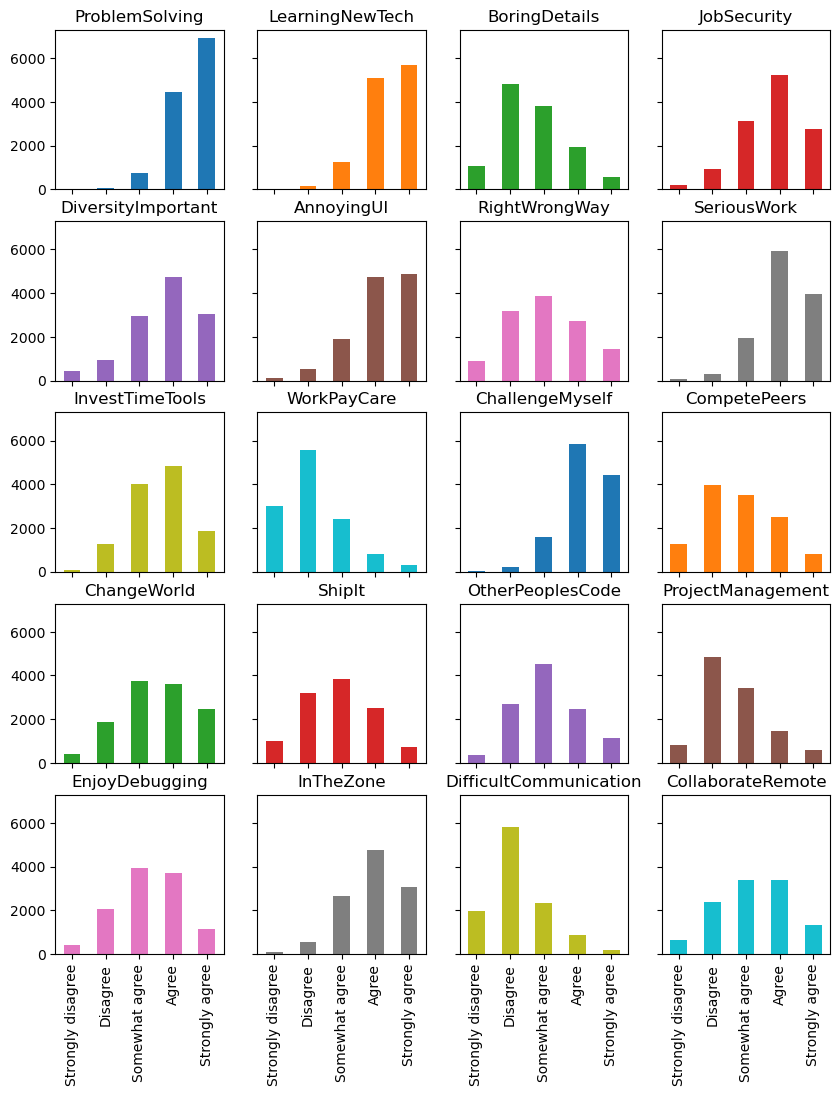 ProblemSolving
LearningNewTech
BoringDetails
JobSecurity
6000
4000
2000
0
DiversityImportant
AnnoyingUI
RightWrongWay
SeriousWork
6000
4000
2000
0
InvestTimeTools
WorkPayCare
ChallengeMyself
CompetePeers
6000
4000
2000
0
ChangeWorld
ShipIt
OtherPeoplesCode
ProjectManagement
6000
4000
2000
0
EnjoyDebugging
InTheZone
DifficultCommunication
CollaborateRemote
6000
4000
2000
0
Strongly disagree
Disagree
Somewhat agree
Agree
Strongly agree
Strongly disagree
Disagree
Somewhat agree
Agree
Strongly agree
Strongly disagree
Disagree
Somewhat agree
Agree
Strongly agree
Strongly disagree
Disagree
Somewhat agree
Agree
Strongly agree